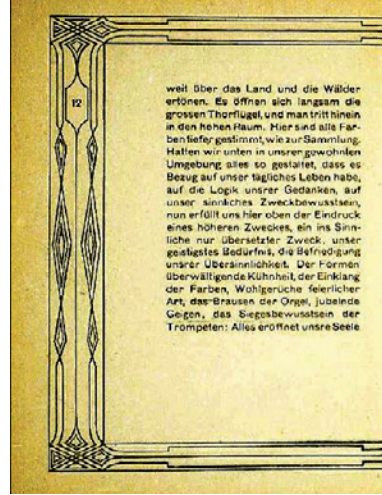 12
weit über das Land und die Wälder
ertönen. Es öffnen sich langsam die
grossen Thorflügel, und man tritt hinein
in den hohen Raum. Hier sind alle Far-
ben tiefer gestimmt, wie zur Sammlung.
Hatten wir unten in unsrer gewohnten
Umgebung alles so gestaltet, dass es
Bezug auf unser tägliches Leben habe,
auf die Logik unsrer Gedanken, auf
unser sinnliches Zweckbewusstsein,
nun erfüllt uns hier oben der Eindruck
eines höheren Zweckes, ein ins Sinn-
liche nur übersetzter Zweck, unser
geistigstes Bedürfnis, die Befriedigung
unsrer Übersinnlichkeit. Der Formen
überwältigende Kühnheit, der Einklang
der Farben, Wohlgerüche feierlicher
Art, das Brausen der Orgel, jubelnde
Geigen, das Siegesbewusstsein der
Trompeten: Alles eröffnet unsre Seele